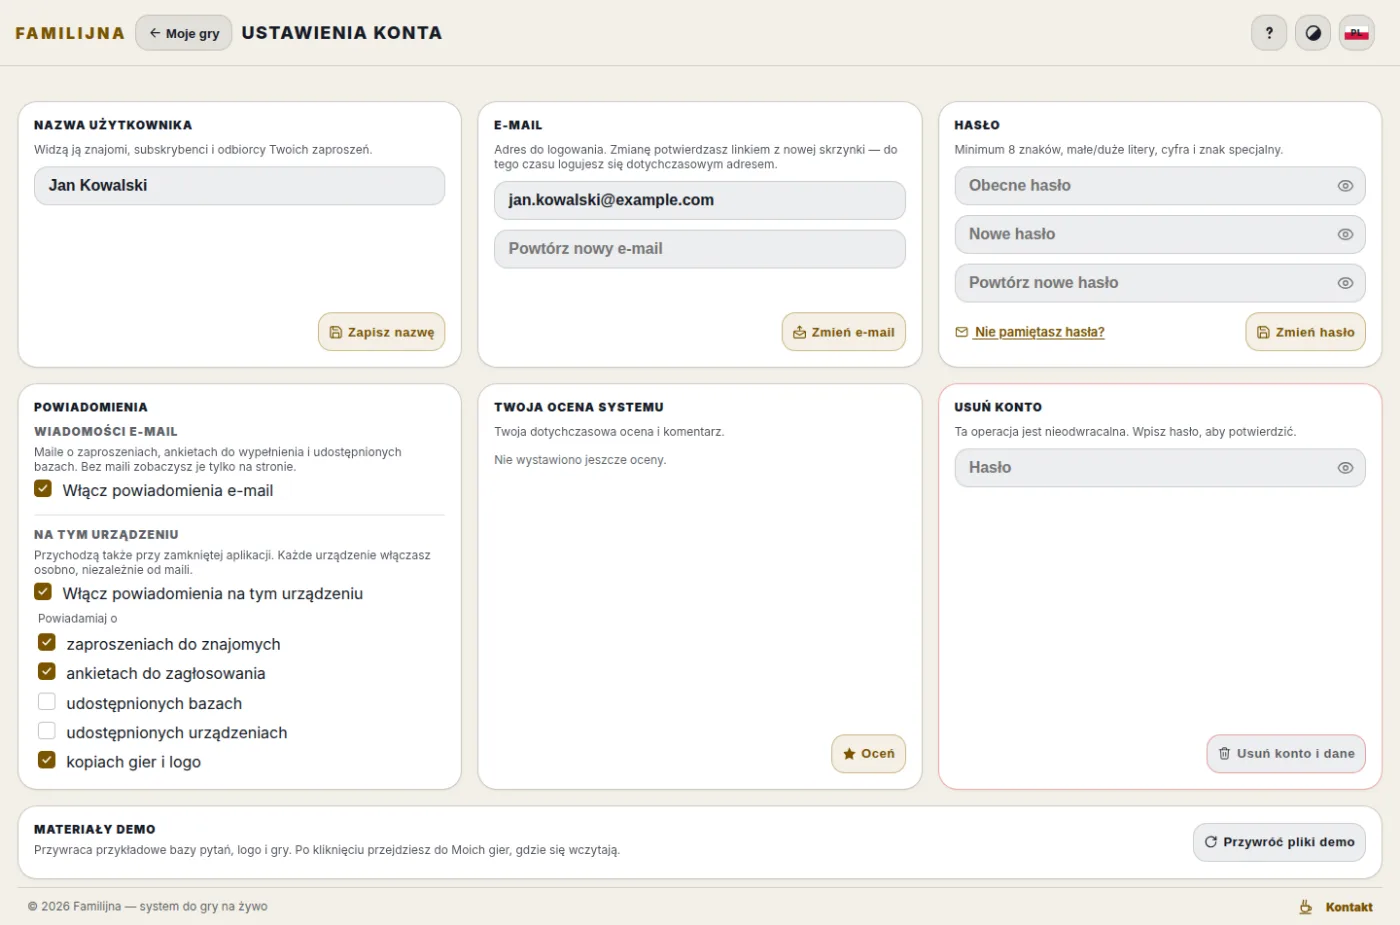 FAMILIJNA
← Moje gry
USTAWIENIA KONTA
?
PL
NAZWA UŻYTKOWNIKA
Widzą ją znajomi, subskrybenci i odbiorcy Twoich zaproszeń.
Jan Kowalski
Zapisz nazwę
E-MAIL
Adres do logowania. Zmianę potwierdzasz linkiem z nowej skrzynki — do
tego czasu logujesz się dotychczasowym adresem.
jan.kowalski@example.com
Powtórz nowy e-mail
Zmień e-mail
HASŁO
Minimum 8 znaków, małe/duże litery, cyfra i znak specjalny.
Obecne hasło
Nowe hasło
Powtórz nowe hasło
Nie pamiętasz hasła?
Zmień hasło
POWIADOMIENIA
WIADOMOŚCI E-MAIL
Maile o zaproszeniach, ankietach do wypełnienia i udostępnionych
bazach. Bez maili zobaczysz je tylko na stronie.
Włącz powiadomienia e-mail
NA TYM URZĄDZENIU
Przychodzą także przy zamkniętej aplikacji. Każde urządzenie włączasz
osobno, niezależnie od maili.
Włącz powiadomienia na tym urządzeniu
Powiadamiaj o
zaproszeniach do znajomych
ankietach do zagłosowania
udostępnionych bazach
udostępnionych urządzeniach
kopiach gier i logo
TWOJA OCENA SYSTEMU
Twoja dotychczasowa ocena i komentarz.
Nie wystawiono jeszcze oceny.
Oceń
USUŃ KONTO
Ta operacja jest nieodwracalna. Wpisz hasło, aby potwierdzić.
Hasło
Usuń konto i dane
MATERIAŁY DEMO
Przywraca przykładowe bazy pytań, logo i gry. Po kliknięciu przejdziesz do Moich gier, gdzie się wczytają.
Przywróć pliki demo
© 2026 Familijna — system do gry na żywo
Kontakt